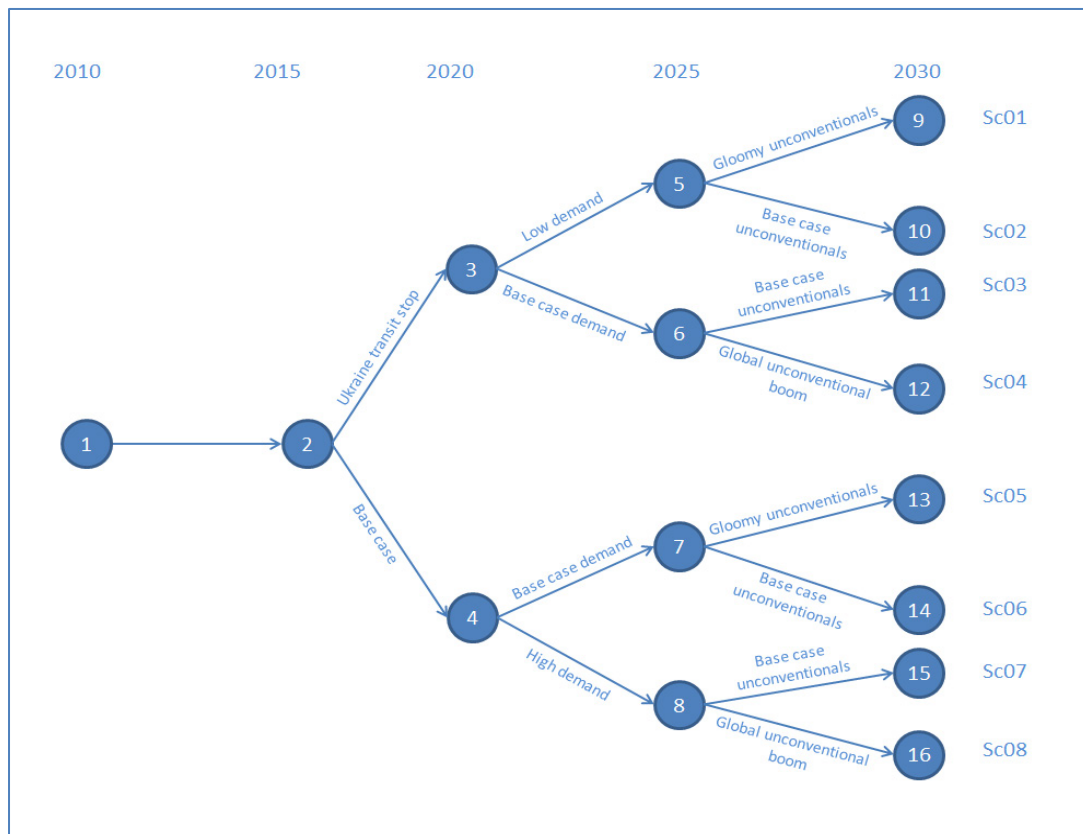 2010 2015 2020 2025 2030
Gloomy unconventionals
9
Sc01
5
Low demand
Base case
unconventionals
10
Sc02
3
Base case
unconventionals
11
Sc03
Base case demand
6
Ukraine transit stop
Global unconventional
boom
12
Sc04
1
2
Gloomy unconventionals
13
Sc05
Base case
Base case demand
7
Base case
unconventionals
14
Sc06
4
Base case
unconventionals
15
Sc07
High demand
8
Global unconventional
boom
16
Sc08